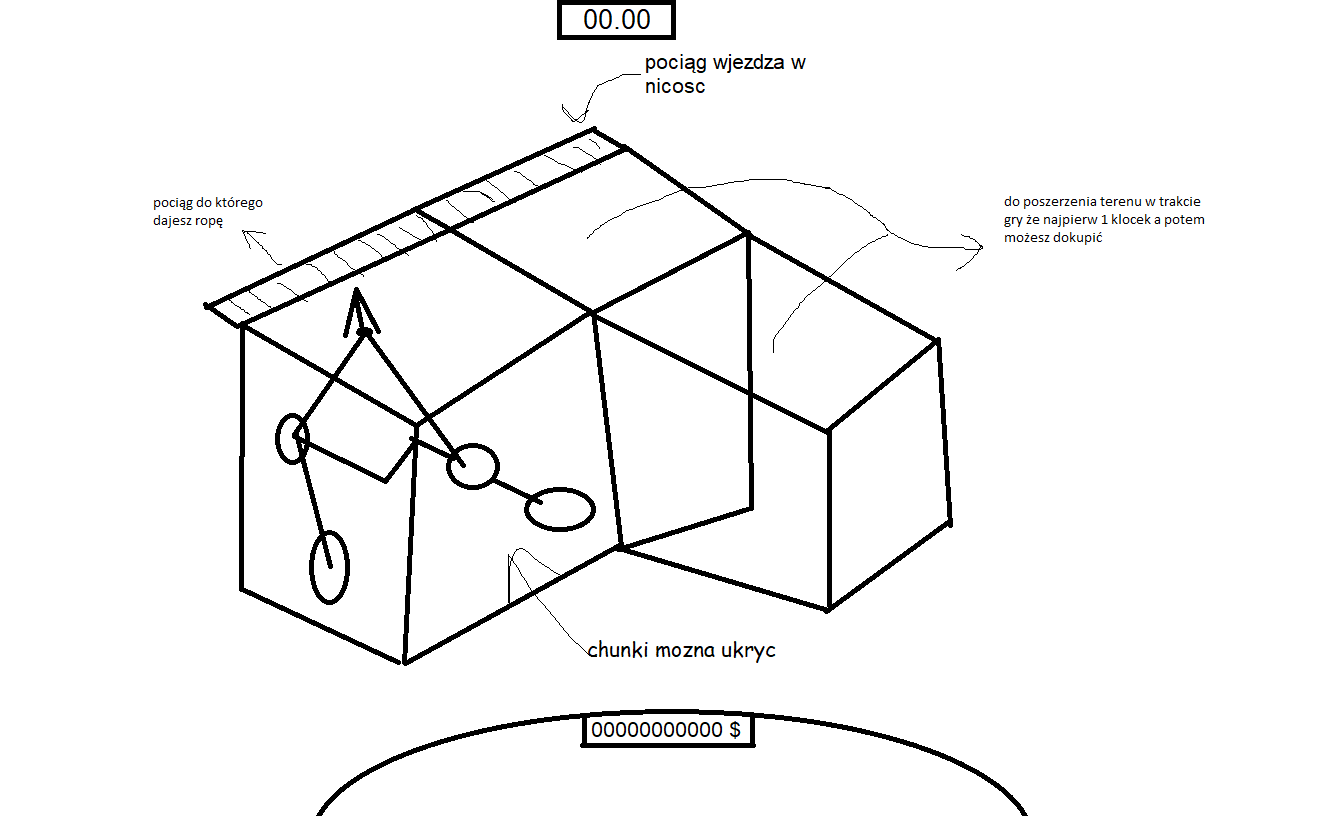 00.00
pociąg wjezdza w
nicosc
pociąg do którego
dajesz ropę
do poszerzenia terenu w trakcie
gry że najpierw 1 klocek a potem
możesz dokupić
chunki mozna ukryc
00000000000 $